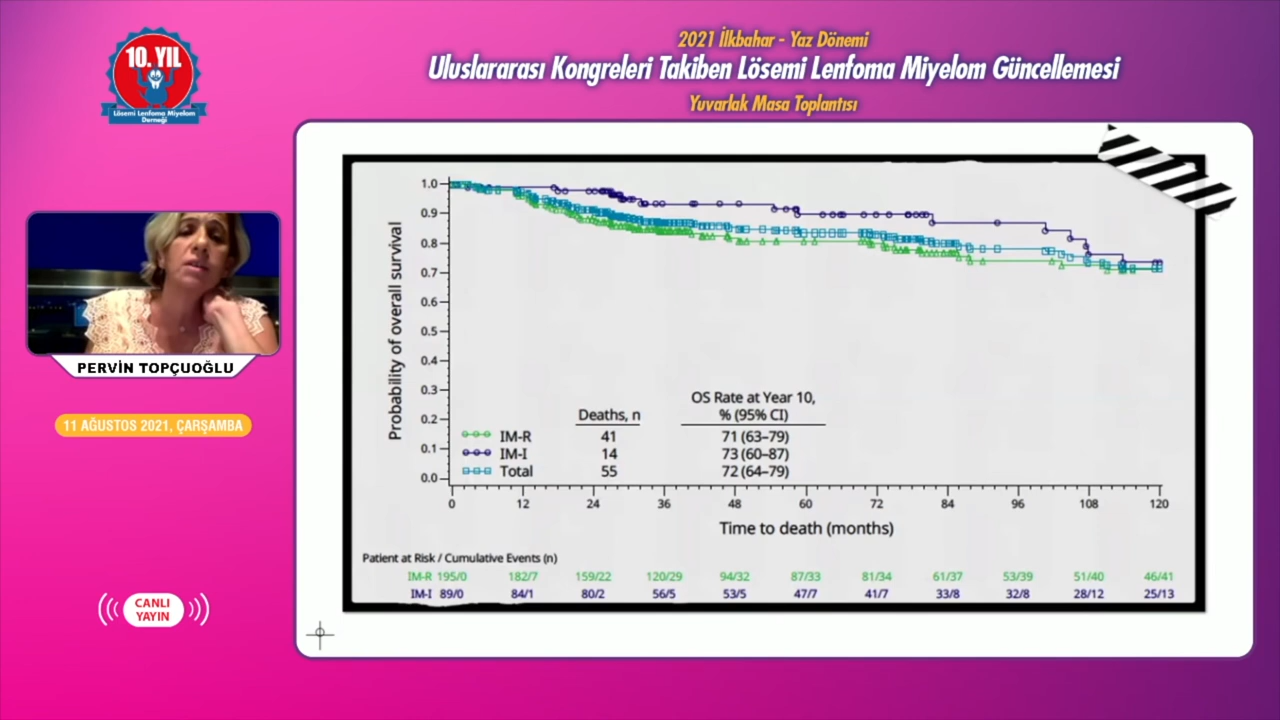 10. YIL
Lösemi Lenfoma Miyelom
Derneği
2021 İlkbahar - Yaz Dönemi
Uluslararası Kongreleri Takiben Lösemi Lenfoma Miyelom Güncellemesi
Yuvarlak Masa Toplantısı
PERVİN TOPÇUOĞLU
11 AĞUSTOS 2021, ÇARŞAMBA
CANLI
YAYIN
Probability of overall survival
1.0
0.9
0.8
0.7
0.6
0.5
0.4
0.3
0.2
0.1
0.0
OS Rate at Year 10,
Deaths, n % (95% CI)
IM-R 41 71 (63–79)
IM-I 14 73 (60–87)
Total 55 72 (64–79)
0 12 24 36 48 60 72 84 96 108 120
Time to death (months)
Patient at Risk / Cumulative Events (n)
IM-R 195/0 182/7 159/22 120/29 94/32 87/33 81/34 61/37 53/39 51/40 46/41
IM-I 89/0 84/1 80/2 56/5 53/5 47/7 41/7 33/8 32/8 28/12 25/13